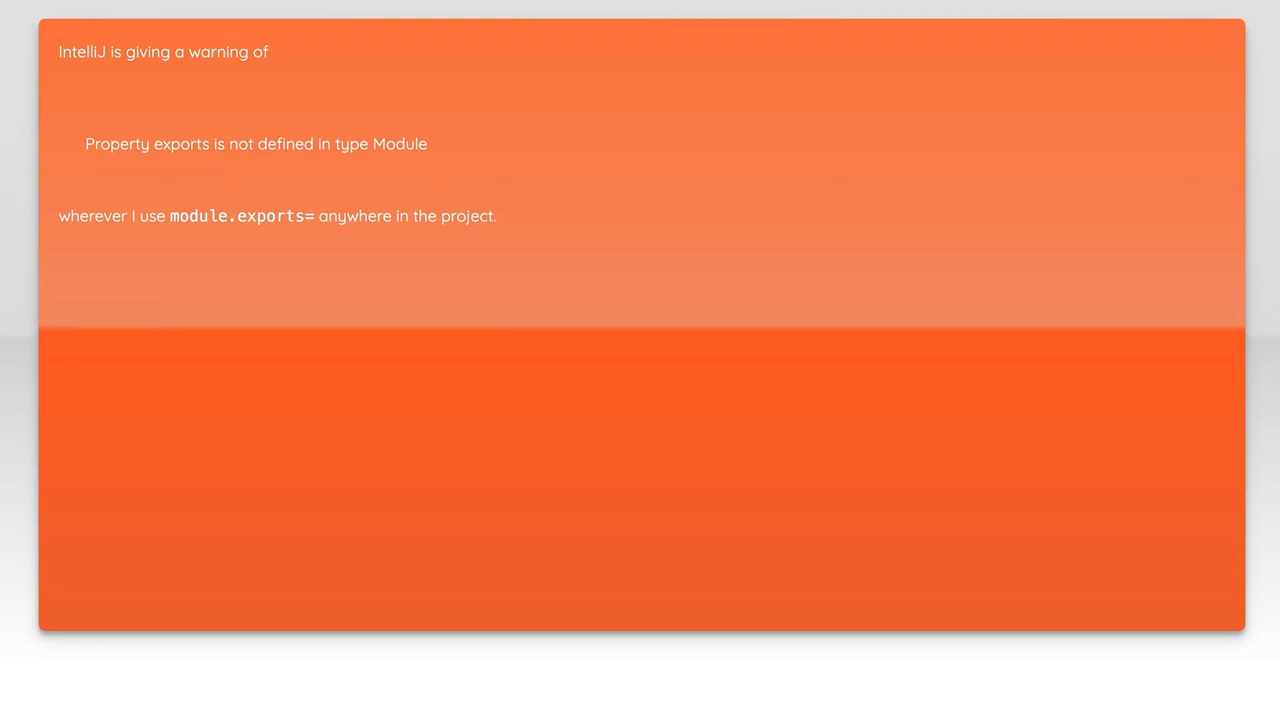 IntelliJ is giving a warning of
Property exports is not defined in type Module
wherever I use module.exports= anywhere in the project.